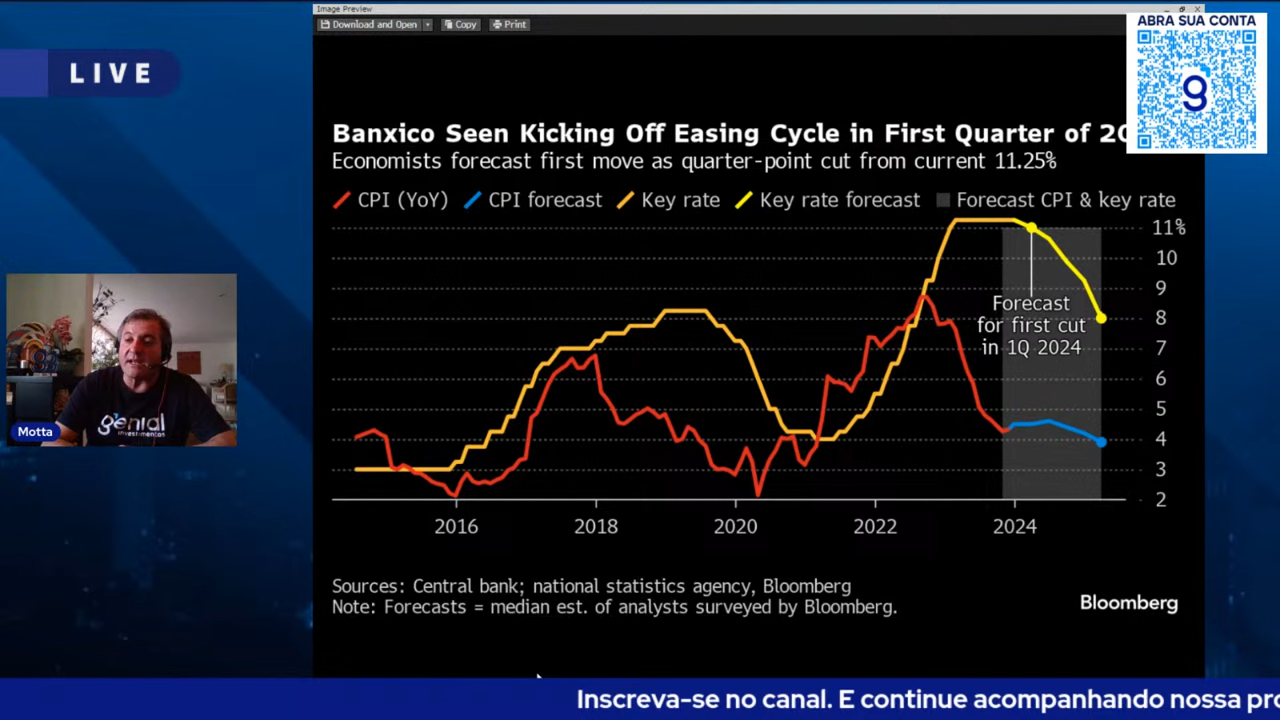 Image Preview
Download and Open
Copy
Print
ABRA SUA CONTA
LIVE
Banxico Seen Kicking Off Easing Cycle in First Quarter of
Economists forecast first move as quarter-point cut from current 11.25%
CPI (YoY)
CPI forecast
Key rate
Key rate forecast
Forecast CPI & key rate
11%
10
9
8
7
6
5
4
3
2
Forecast
for first cut
in 1Q 2024
2016
2018
2020
2022
2024
genial
investimentos
Motta
Sources: Central bank; national statistics agency, Bloomberg
Note: Forecasts = median est. of analysts surveyed by Bloomberg.
Bloomberg
Inscreva-se no canal. E continue acompanhando nossa